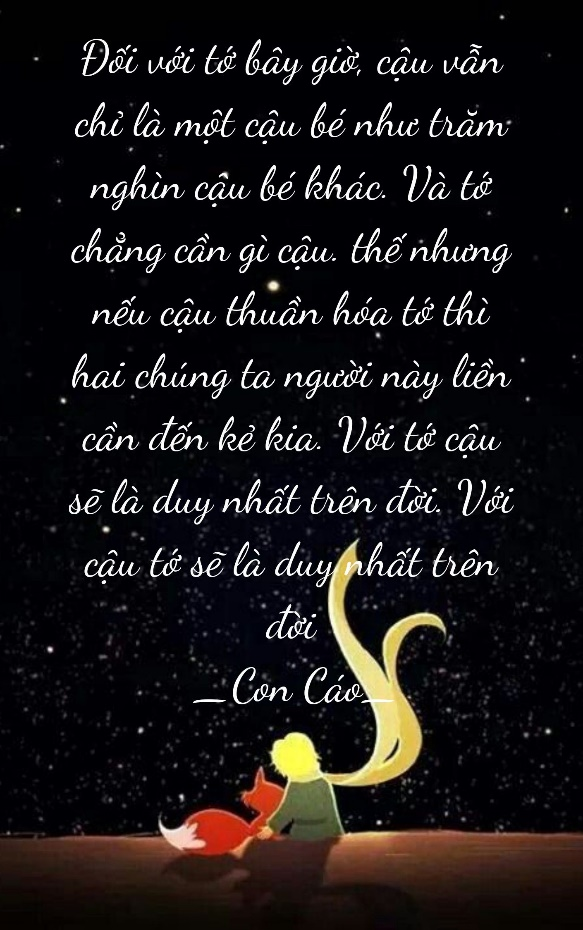 Đối với tớ bây giờ, cậu vẫn
chỉ là một cậu bé như trăm
nghìn cậu bé khác. Và tớ
chẳng cần gì cậu. thế nhưng
nếu cậu thuần hóa tớ thì
hai chúng ta người này liền
cần đến kẻ kia. Với tớ cậu
sẽ là duy nhất trên đời. Với
cậu tớ sẽ là duy nhất trên
đời
_Con Cáo_